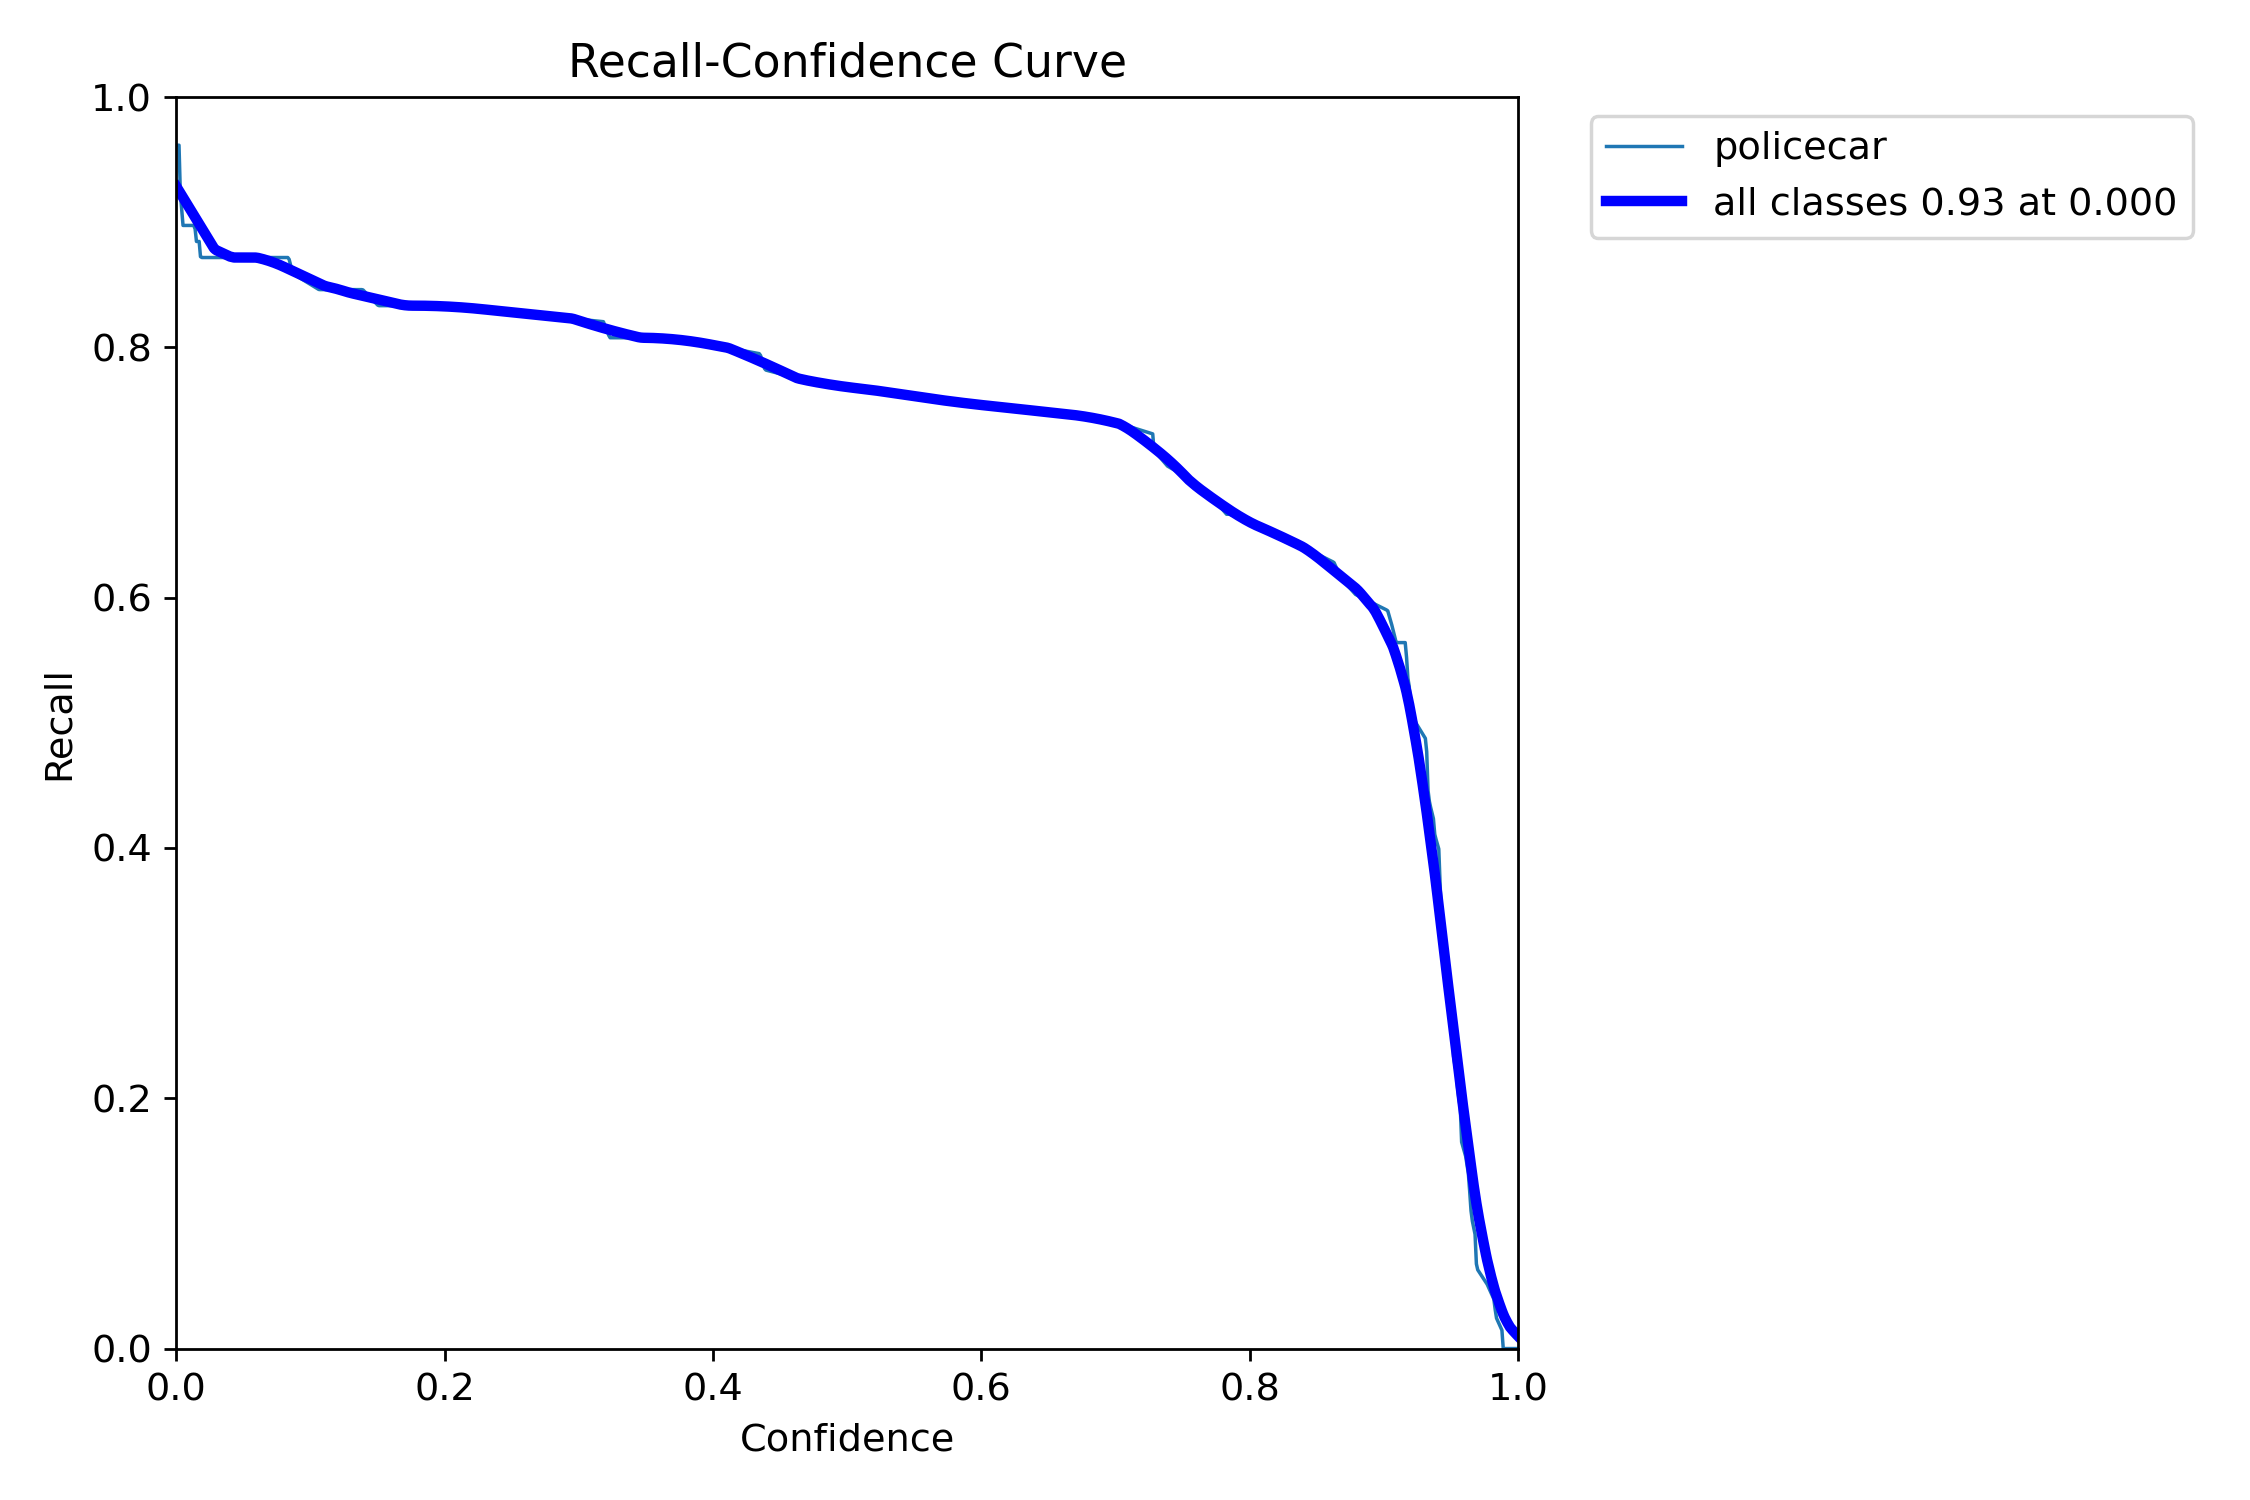 Recall-Confidence Curve
1.0
0.8
0.6
0.4
0.2
0.0
Recall
0.0 0.2 0.4 0.6 0.8 1.0
Confidence
policecar
all classes 0.93 at 0.000